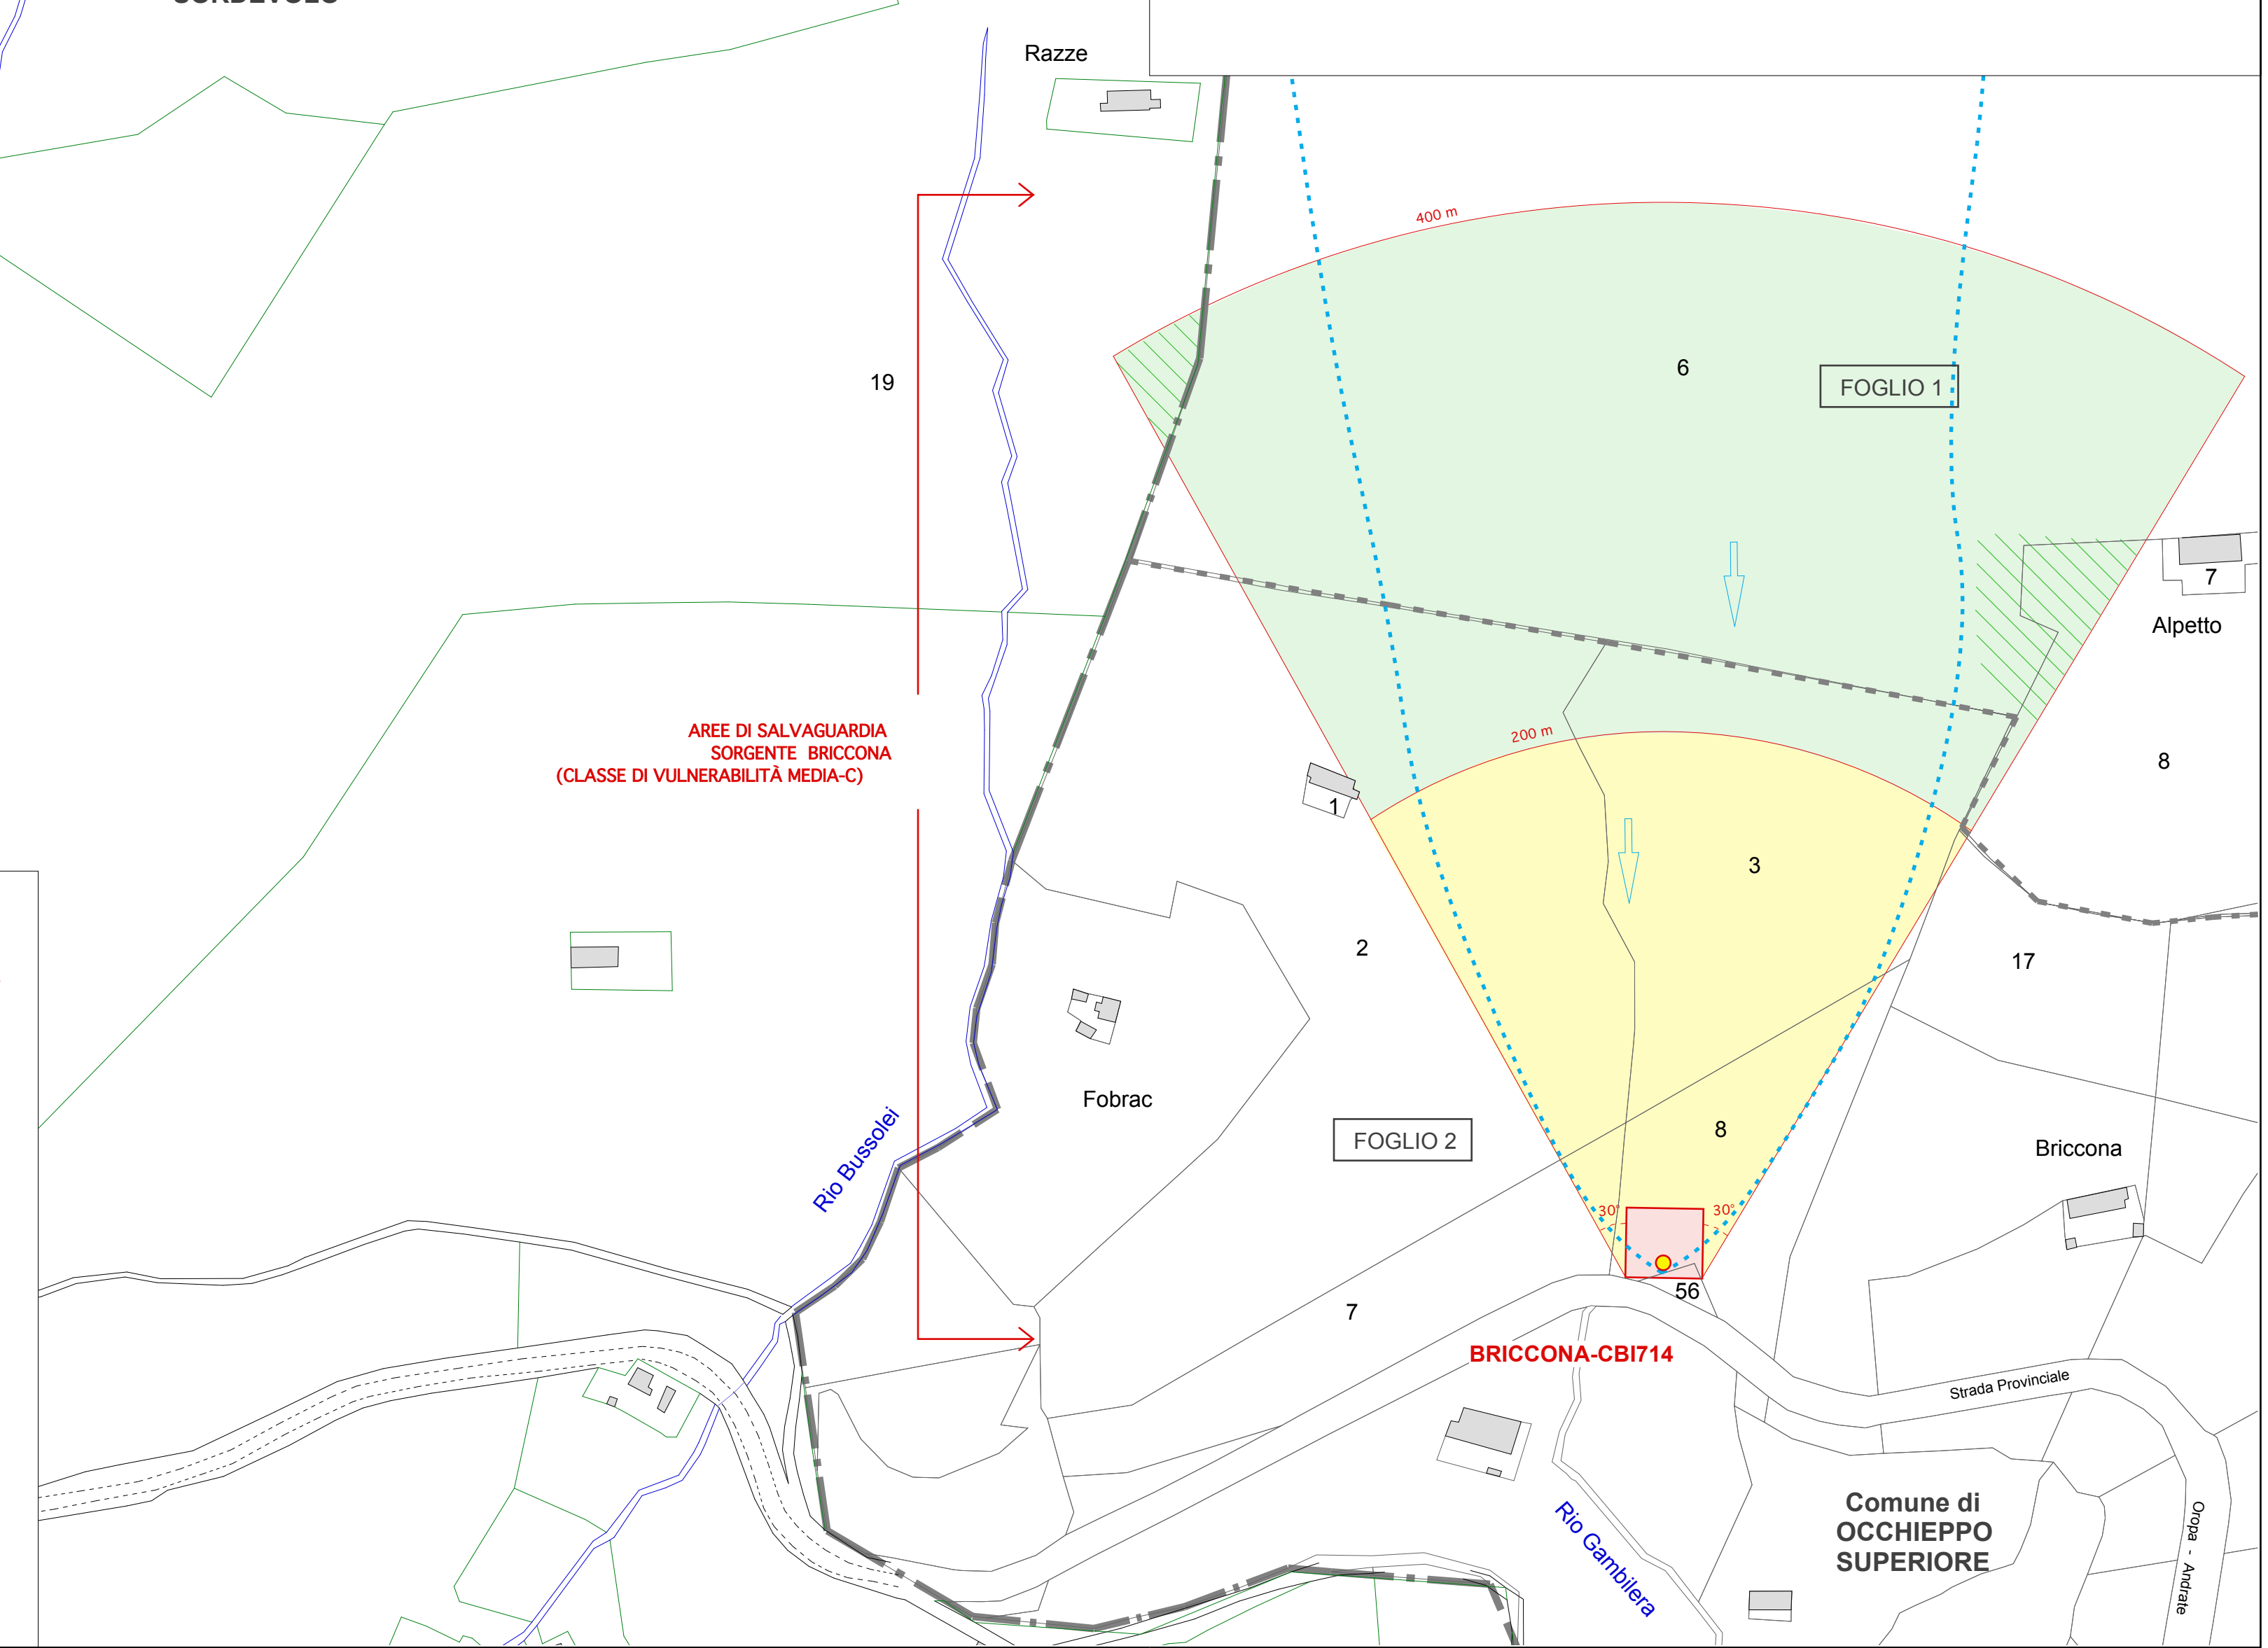 Razze
400 m
6
FOGLIO 1
19
7
Alpetto
AREE DI SALVAGUARDIA
SORGENTE BRICCONA
(CLASSE DI VULNERABILITÀ MEDIA-C)
200 m
8
1
3
2
17
Fobrac
FOGLIO 2
8
Briccona
Rio Bussolei
30°
30°
56
7
BRICCONA-CBI714
Strada Provinciale
Rio Gambilera
Comune di
OCCHIEPPO
SUPERIORE
Oropa - Andrate